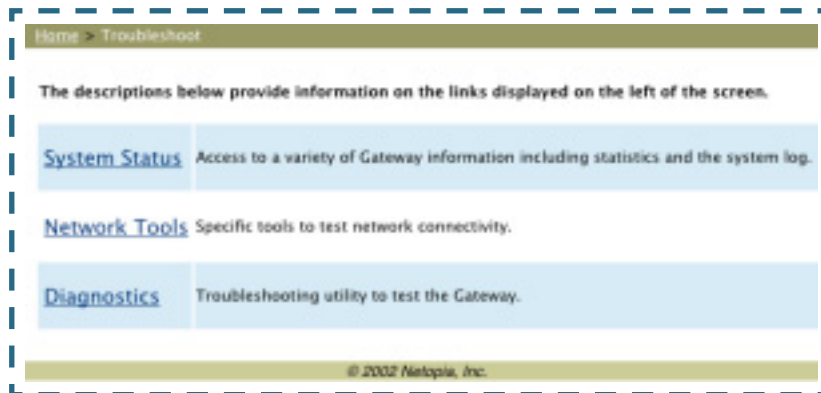 Home > Troubleshoot
The descriptions below provide information on the links displayed on the left of the screen.
System Status Access to a variety of Gateway information including statistics and the system log.
Network Tools Specific tools to test network connectivity.
Diagnostics Troubleshooting utility to test the Gateway.
© 2002 Netopia, Inc.